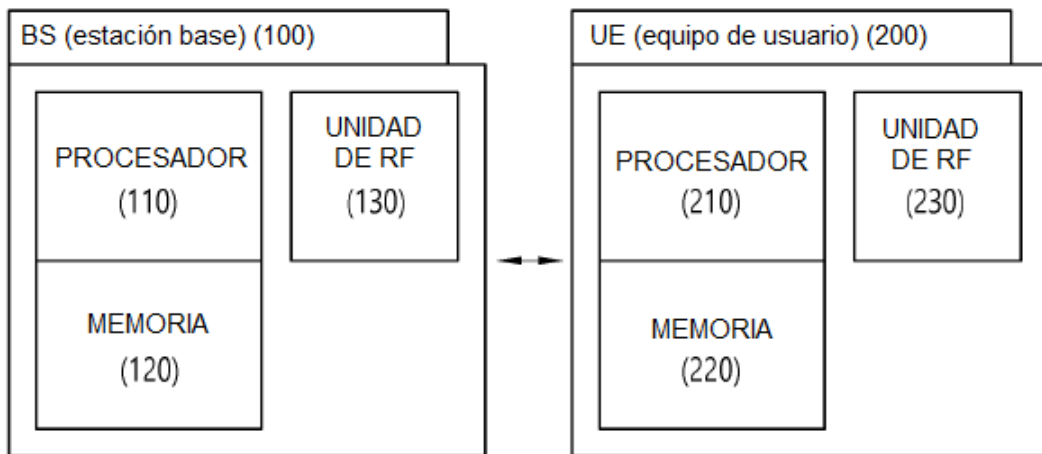 BS (estación base) (100)
PROCESADOR
(110)
UNIDAD
DE RF
(130)
MEMORIA
(120)
UE (equipo de usuario) (200)
PROCESADOR
(210)
UNIDAD
DE RF
(230)
MEMORIA
(220)